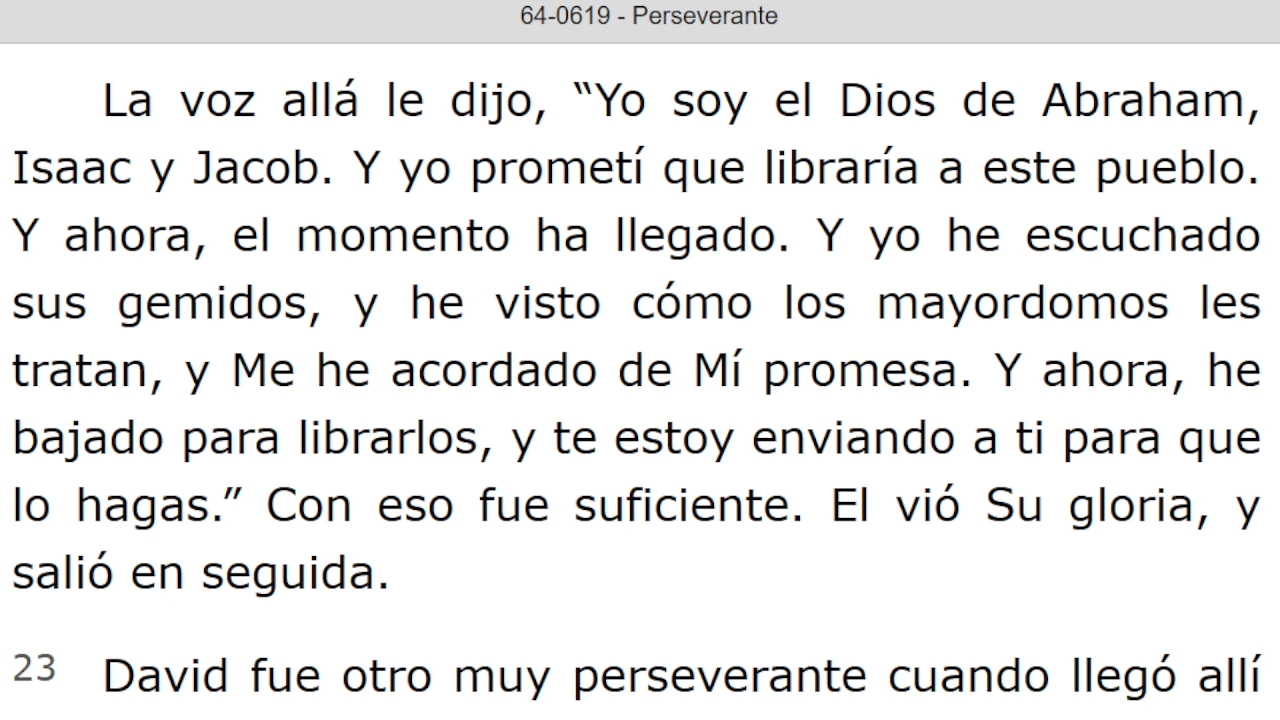 64-0619 - Perseverante
La voz allá le dijo, “Yo soy el Dios de Abraham,
Isaac y Jacob. Y yo prometí que libraría a este pueblo.
Y ahora, el momento ha llegado. Y yo he escuchado
sus gemidos, y he visto cómo los mayordomos les
tratan, y Me he acordado de Mí promesa. Y ahora, he
bajado para librarlos, y te estoy enviando a ti para que
lo hagas.” Con eso fue suficiente. El vió Su gloria, y
salió en seguida.
23 David fue otro muy perseverante cuando llegó allí